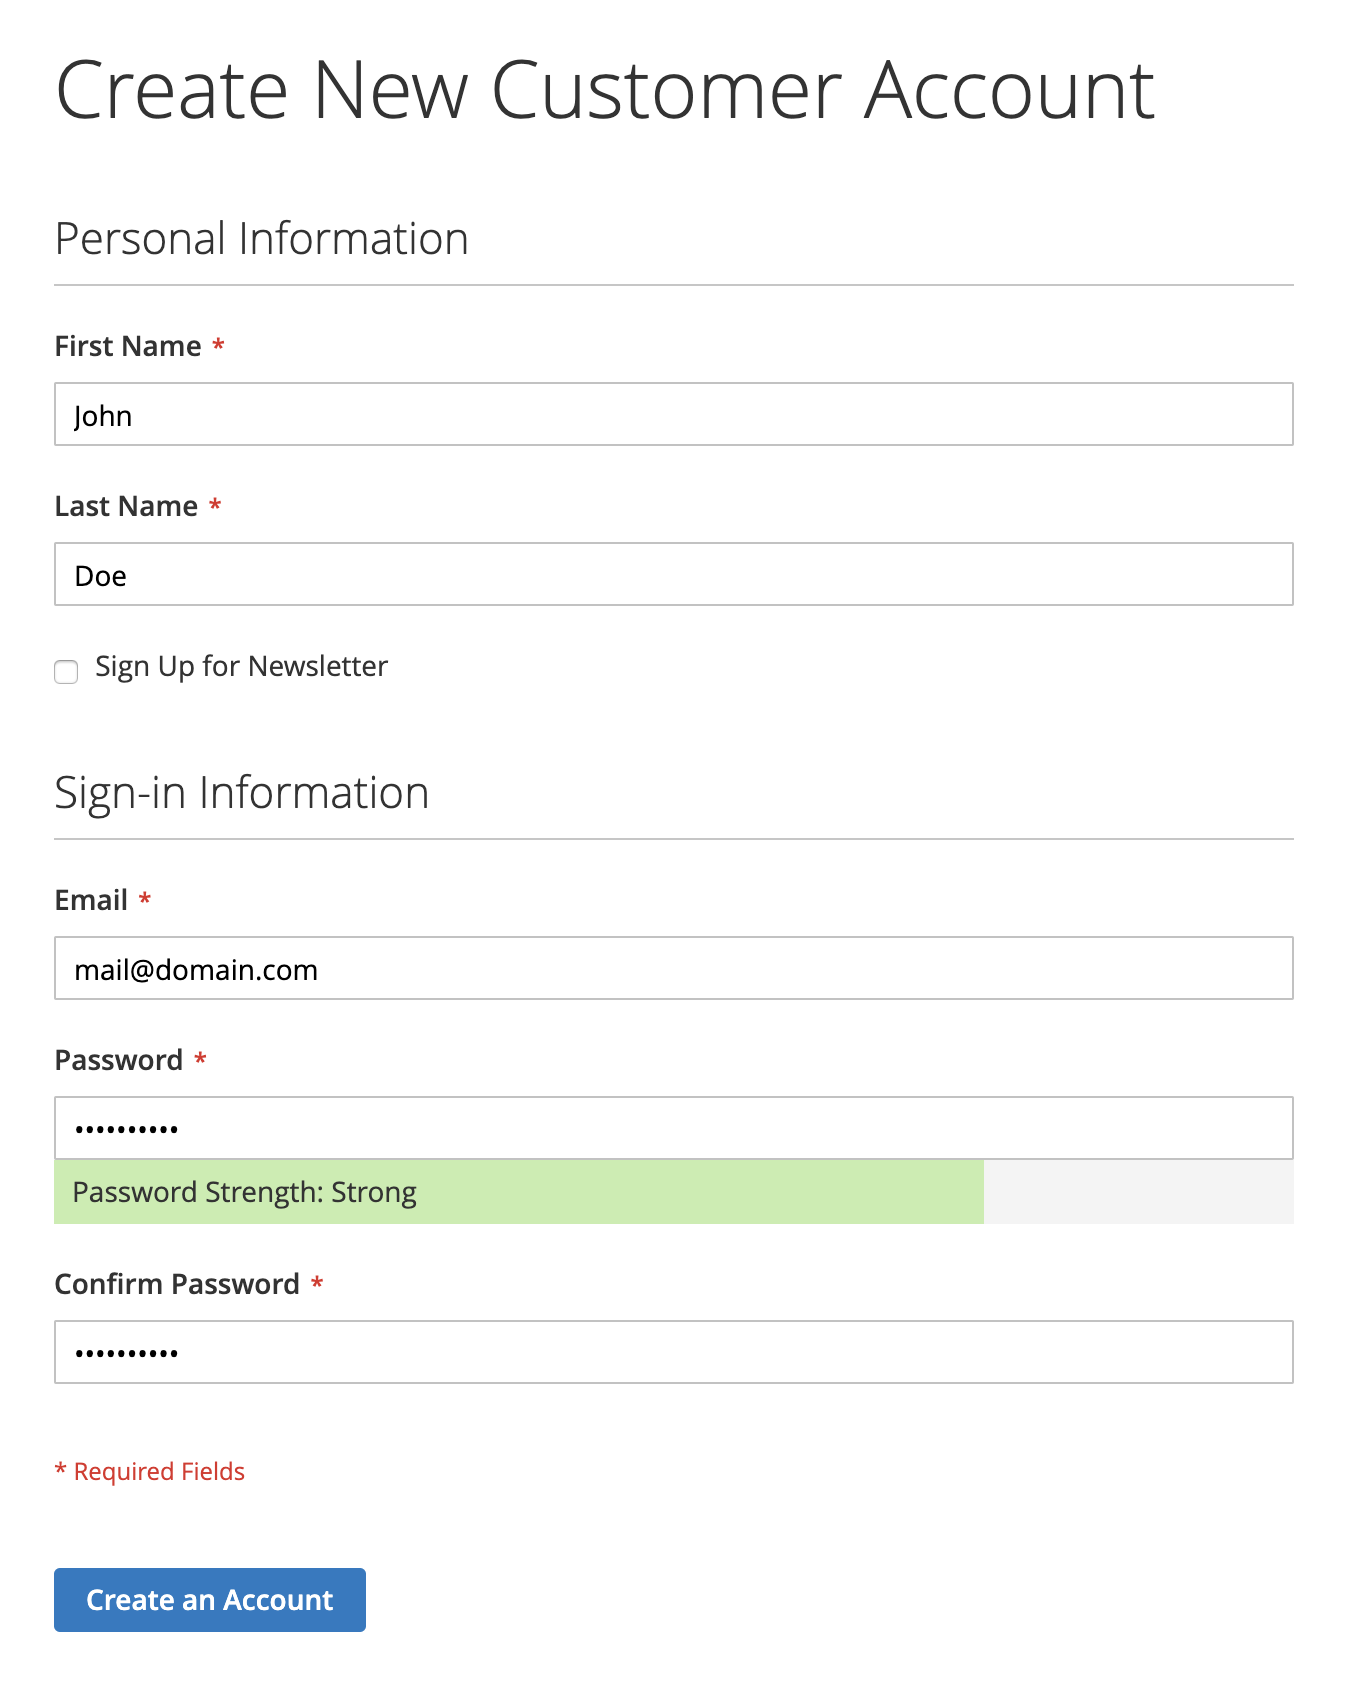 Create New Customer Account
Personal Information
First Name *
John
Last Name *
Doe
Sign Up for Newsletter
Sign-in Information
Email *
mail@domain.com
Password *
••••••••••
Password Strength: Strong
Confirm Password *
••••••••••
* Required Fields
Create an Account